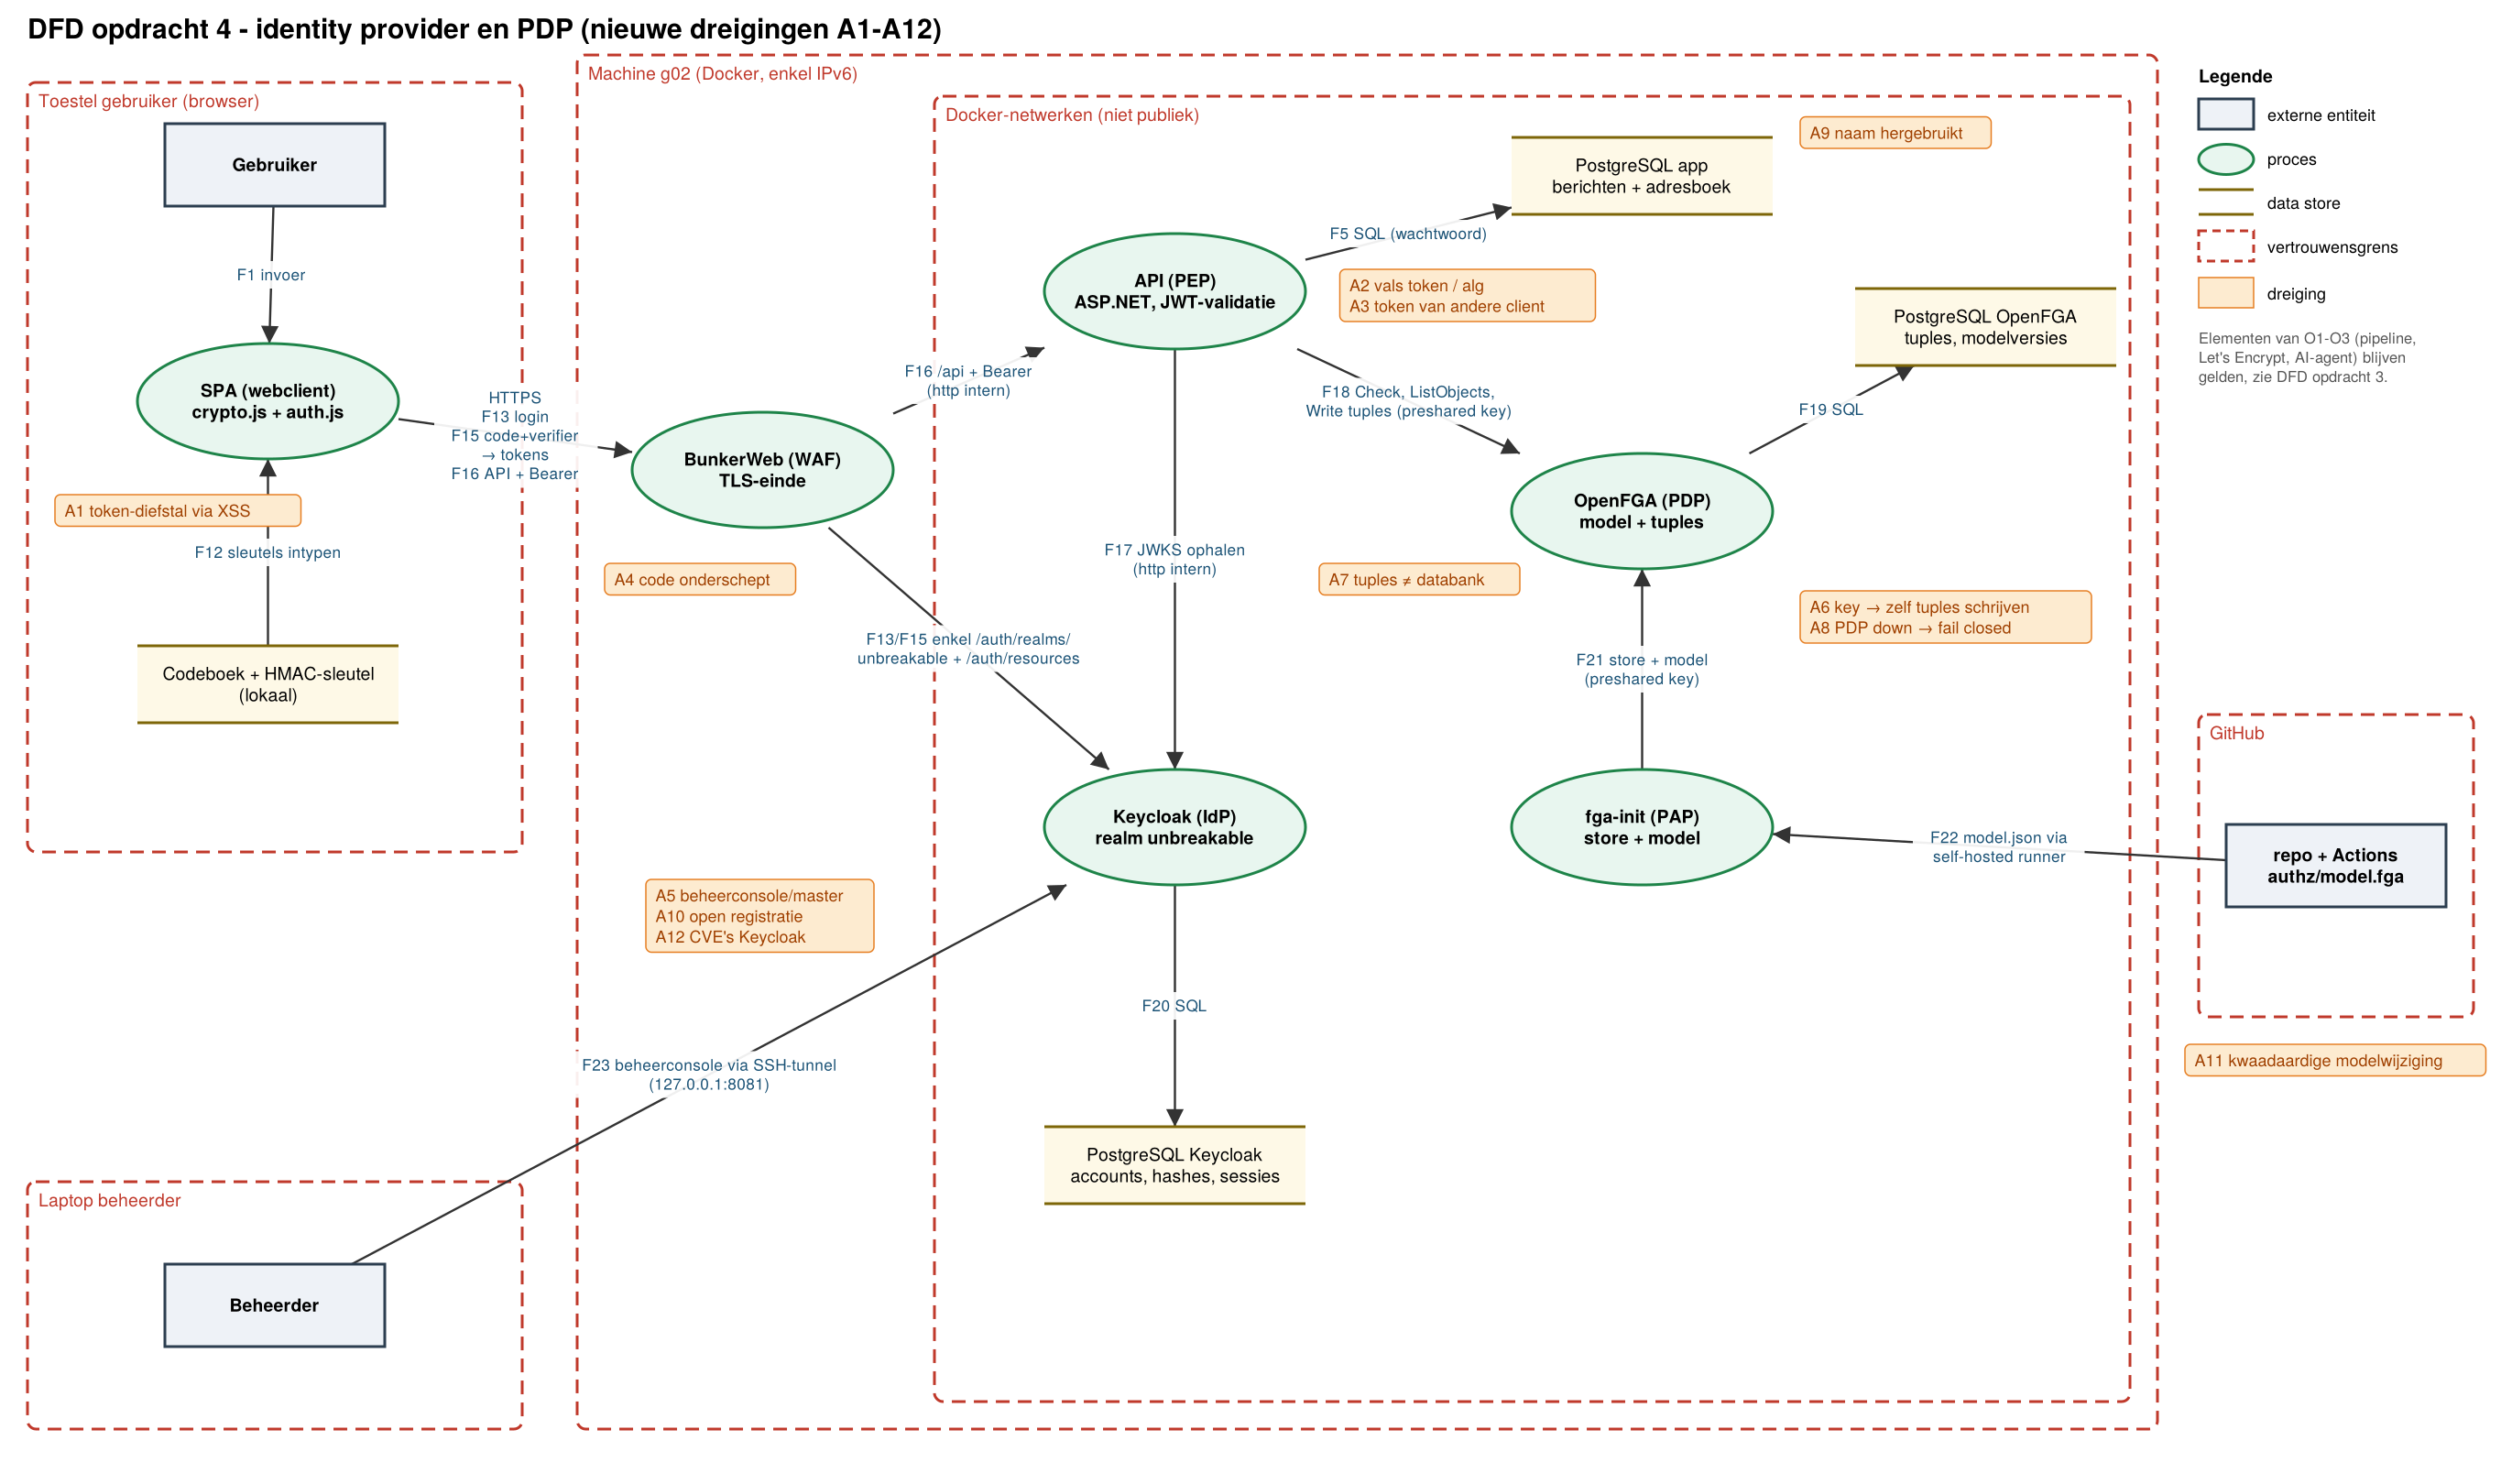 DFD opdracht 4 - identity provider en PDP (nieuwe dreigingen A1-A12)
Toestel gebruiker (browser)
Gebruiker
F1 invoer
SPA (webclient)
crypto.js + auth.js
A1 token-diefstal via XSS
F12 sleutels intypen
Codeboek + HMAC-sleutel
(lokaal)
HTTPS
F13 login
F15 code+verifier
→ tokens
F16 API + Bearer
Machine g02 (Docker, enkel IPv6)
BunkerWeb (WAF)
TLS-einde
A4 code onderschept
F16 /api + Bearer
(http intern)
F13/F15 enkel /auth/realms/
unbreakable + /auth/resources
A5 beheerconsole/master
A10 open registratie
A12 CVE's Keycloak
F23 beheerconsole via SSH-tunnel
(127.0.0.1:8081)
Laptop beheerder
Beheerder
Docker-netwerken (niet publiek)
API (PEP)
ASP.NET, JWT-validatie
F5 SQL (wachtwoord)
PostgreSQL app
berichten + adresboek
A9 naam hergebruikt
A2 vals token / alg
A3 token van andere client
F18 Check, ListObjects,
Write tuples (preshared key)
PostgreSQL OpenFGA
tuples, modelversies
F19 SQL
OpenFGA (PDP)
model + tuples
F17 JWKS ophalen
(http intern)
A7 tuples ≠ databank
A6 key → zelf tuples schrijven
A8 PDP down → fail closed
F21 store + model
(preshared key)
Keycloak (IdP)
realm unbreakable
fga-init (PAP)
store + model
F22 model.json via
self-hosted runner
F20 SQL
PostgreSQL Keycloak
accounts, hashes, sessies
Legende
externe entiteit
proces
data store
vertrouwensgrens
dreiging
Elementen van O1-O3 (pipeline,
Let's Encrypt, AI-agent) blijven
gelden, zie DFD opdracht 3.
GitHub
repo + Actions
authz/model.fga
A11 kwaadaardige modelwijziging